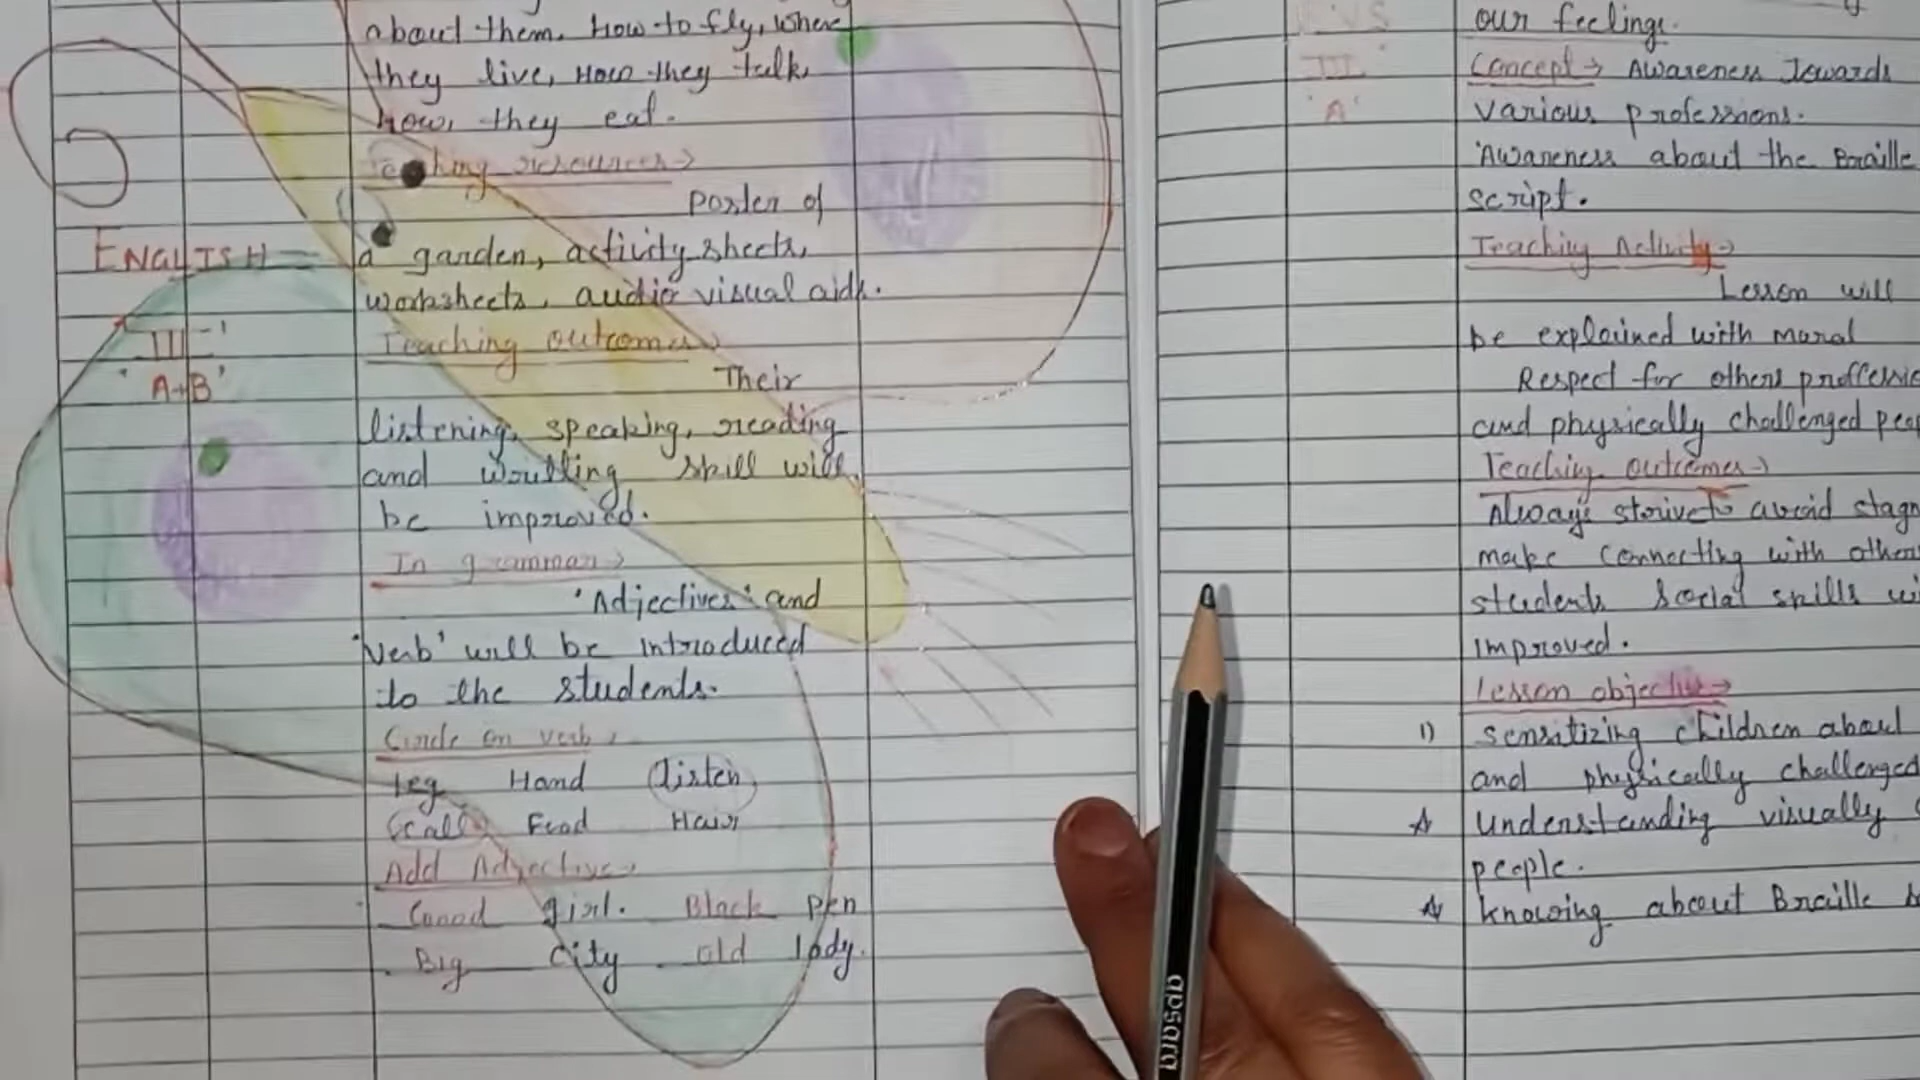 about them. How to fly, where
they live, How they talk,
how, they eat.
Teaching resources→
Poster of
ENGLISH = a garden, activity sheets,
worksheets, audio visual aids.
III - '
'A+B'
Teaching outcomes→
Their
listening, speaking, reading
and writing skill will
be improved.
In grammar→
'Adjectives' and
'verb' will be introduced
to the students.
Circle on verb,
Leg Hand Listen
Call Food Hair
Add Adjective→
Good girl. Black Pen
Big City. old lady.
our feelings.
III
'A'
Concept→ Awareness Towards
various professions.
'Awareness about the Braille
script.
Teaching Activity→
Lesson will
be explained with moral
Respect for others
and physically challenged
Teaching outcomes→
Always strive to avoid
make connecting with
students social skills
improved.
Lesson objective→
1) sensitizing children about
and physically challenged
☆ Understanding visually
people.
☆ knowing about Braille